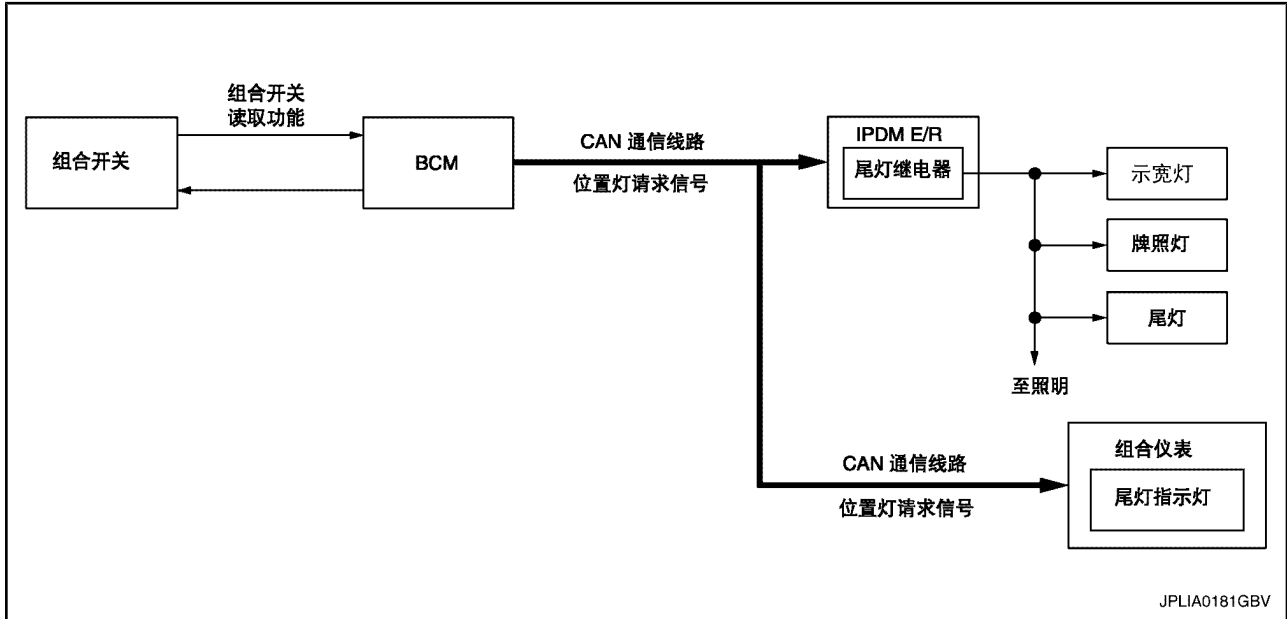 组合开关
读取功能
组合开关
BCM
CAN 通信线路
位置灯请求信号
IPDM E/R
尾灯继电器
示宽灯
牌照灯
尾灯
至照明
CAN 通信线路
位置灯请求信号
组合仪表
尾灯指示灯
JPLIA0181GBV